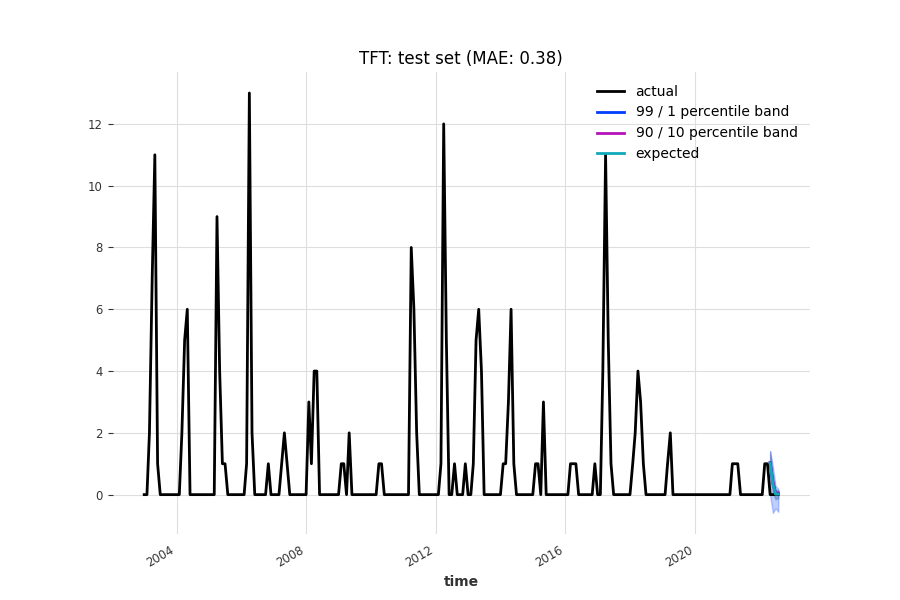 TFT: test set (MAE: 0.38)
actual
99 / 1 percentile band
90 / 10 percentile band
expected
12
10
8
6
4
2
0
2004
2008
2012
2016
2020
time